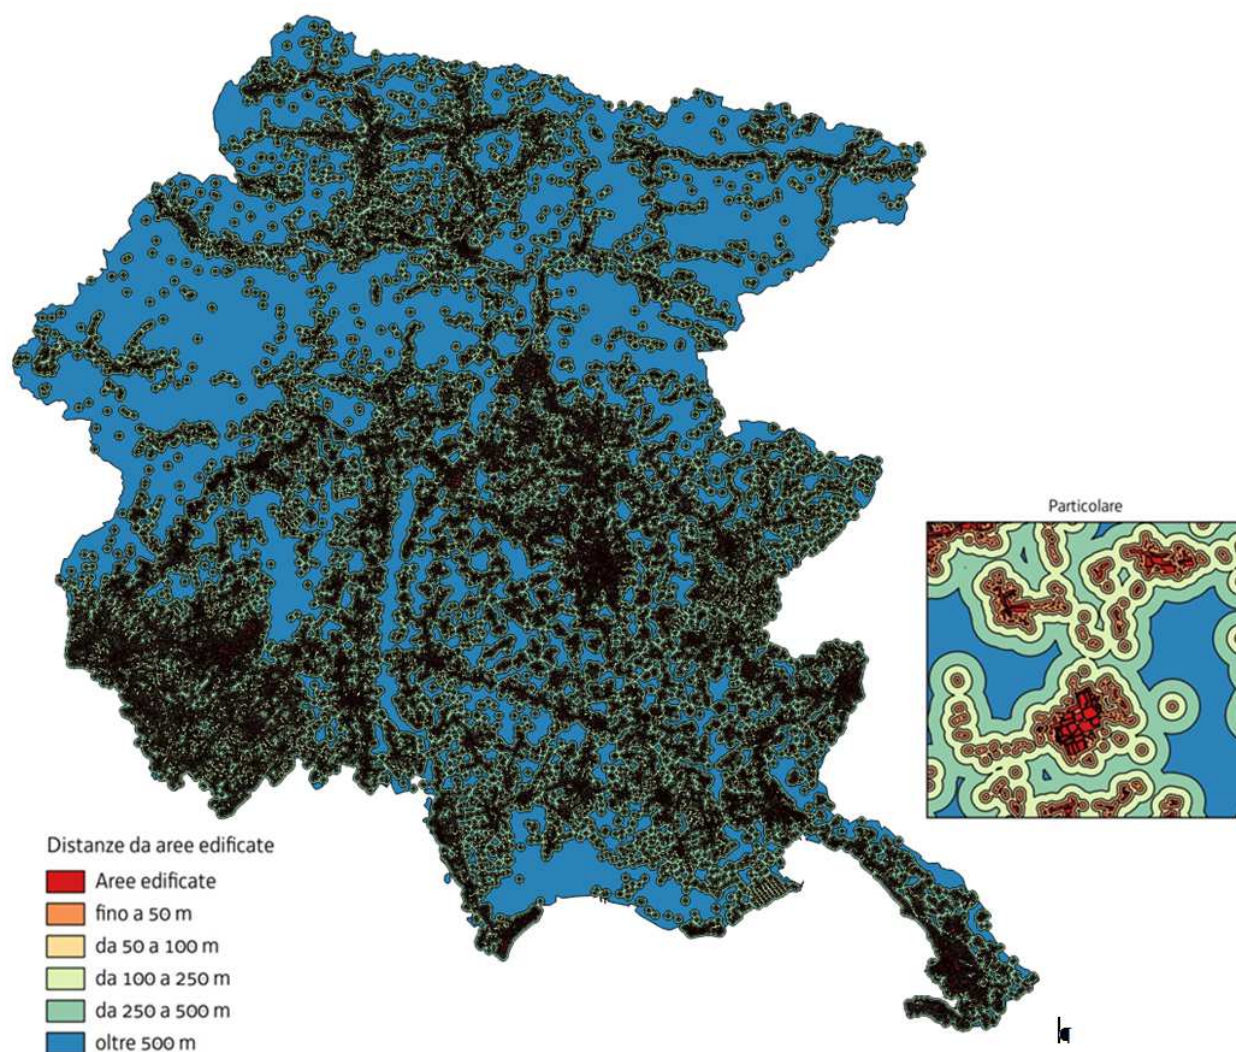 Particolare
Distanze da aree edificate
Aree edificate
fino a 50 m
da 50 a 100 m
da 100 a 250 m
da 250 a 500 m
oltre 500 m